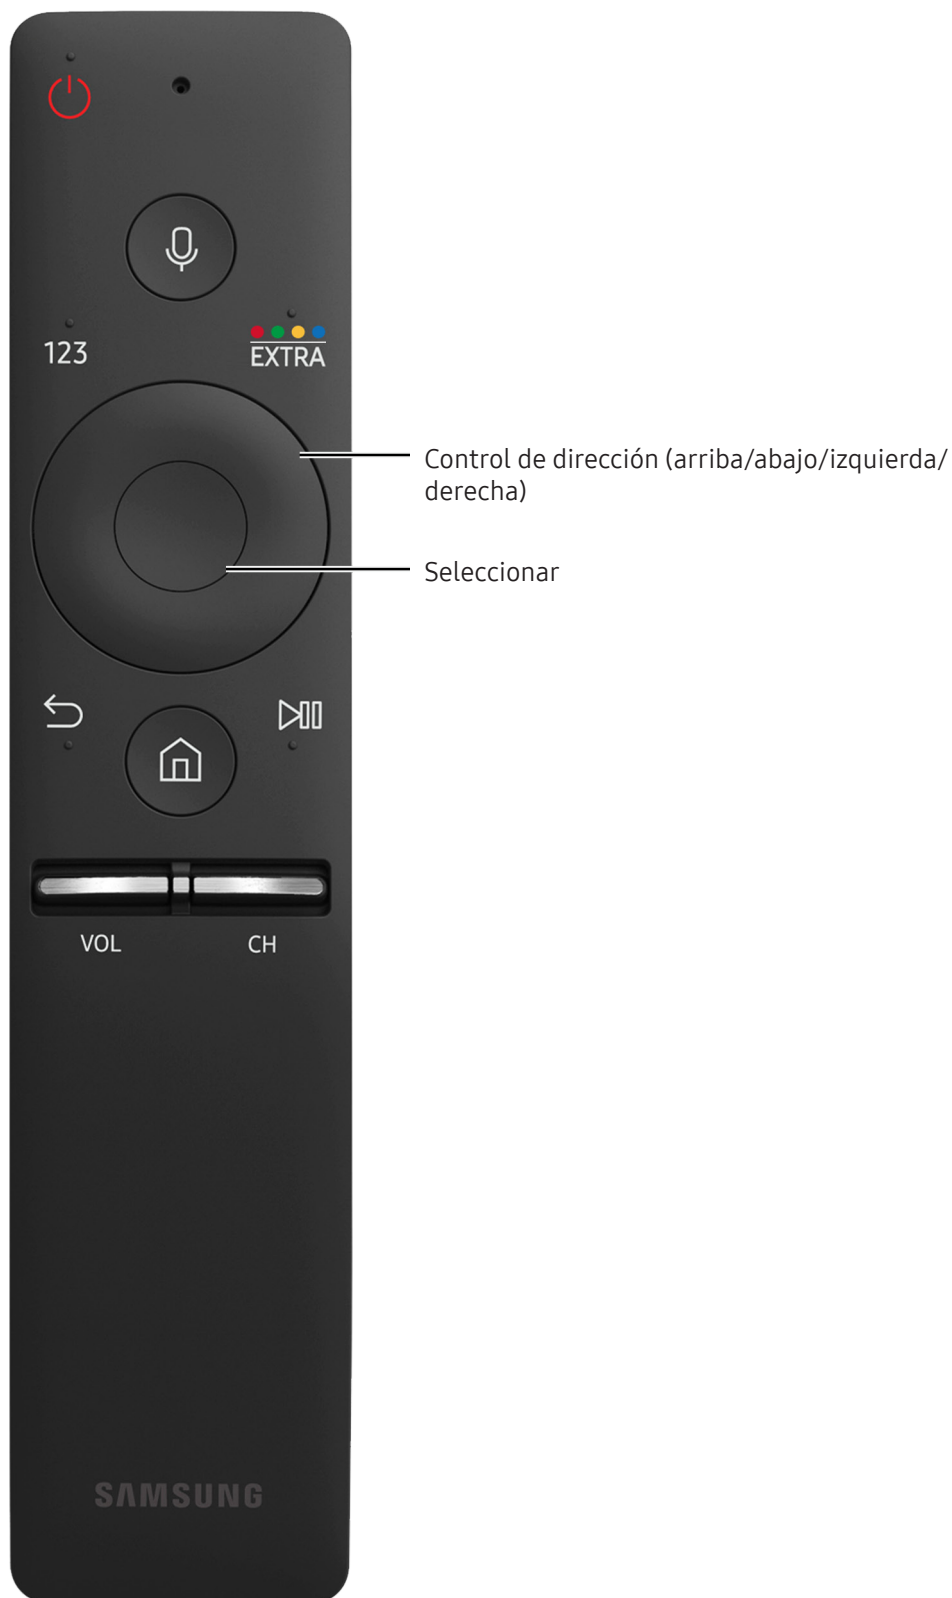 123
EXTRA
Control de dirección (arriba/abajo/izquierda/
derecha)
Seleccionar
VOL
CH
SAMSUNG